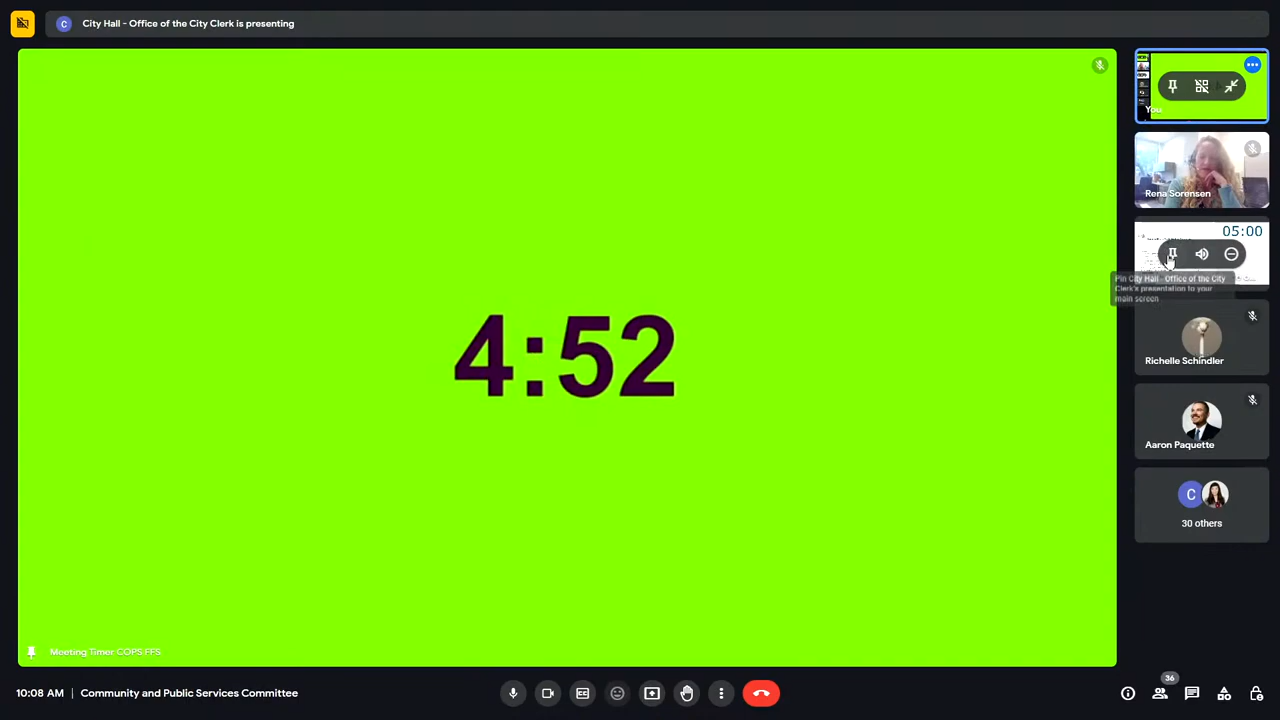 C
City Hall - Office of the City Clerk is presenting
You
Rena Sorensen
05:00
Pin City Hall - Office of the City
Clerk's presentation to your
main screen
Richelle Schindler
Aaron Paquette
C
30 others
4:52
Meeting Timer COPS FFS
10:08 AM | Community and Public Services Committee
36